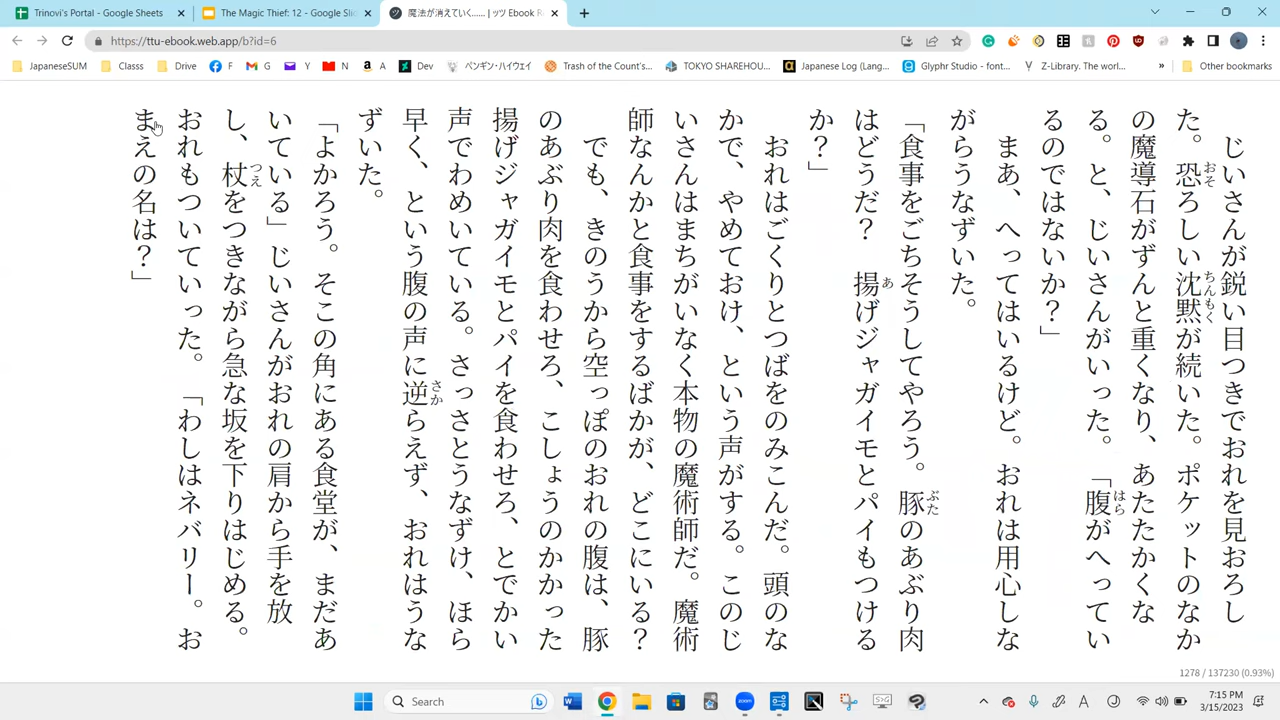 Trinovi's Portal - Google Sheets
The Magic Thief: 12 - Google Sli
魔法が消えていく...... | ッツ Ebook R
https://ttu-ebook.web.app/b?id=6
JapaneseSUM
Classs
Drive
F
G
Y
N
A
Dev
ペンギン・ハイウェイ
Trash of the Count's...
TOKYO SHAREHOU...
Japanese Log (Lang...
Glyphr Studio - font...
Z-Library. The worl...
»
Other bookmarks
じいさんが鋭い目つきでおれを見おろし
た。恐ろしい沈黙が続いた。ポケットのなか
の魔導石がずんと重くなり、あたたかくな
る。と、じいさんがいった。「腹がへってい
るのではないか？」
まあ、へってはいるけど。おれは用心しな
がらうなずいた。
「食事をごちそうしてやろう。豚のあぶり肉
はどうだ？　揚げジャガイモとパイもつける
か？」
おれはごくりとつばをのみこんだ。頭のな
かで、やめておけ、という声がする。このじ
いさんはまちがいなく本物の魔術師だ。魔術
師なんかと食事をするばかが、どこにいる？
でも、きのうから空っぽのおれの腹は、豚
のあぶり肉を食わせろ、こしょうのかかった
揚げジャガイモとパイを食わせろ、とでかい
声でわめいている。さっさとうなずけ、ほら
早く、という腹の声に逆らえず、おれはうな
ずいた。
「よかろう。そこの角にある食堂が、まだあ
いている」じいさんがおれの肩から手を放
し、杖をつきながら急な坂を下りはじめる。
おれもついていった。「わしはネバリー。お
まえの名は？」
おそ
ちんもく
はら
ぶた
あ
さか
つえ
1278 / 137230 (0.93%)
Search
zoom
7:15 PM
3/15/2023